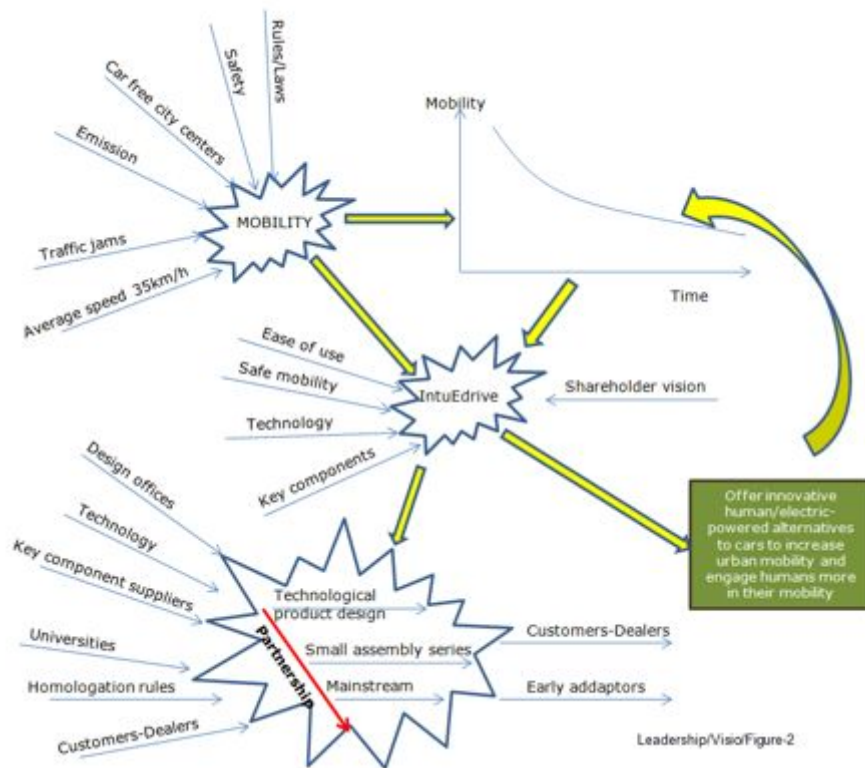 Rules/Laws
Safety
Car free city centers
Emission
Traffic jams
Average speed 35km/h
MOBILITY
Mobility
Time
Ease of use
Safe mobility
Technology
Key components
IntuEdrive
Shareholder vision
Offer innovative
human/electric-
powered alternatives
to cars to increase
urban mobility and
engage humans more
in their mobility
Design offices
Technology
Key component suppliers
Universities
Homologation rules
Customers-Dealers
Partnership
Technological
product design
Small assembly series
Mainstream
Customers-Dealers
Early addaptors
Leadership/Visio/Figure-2